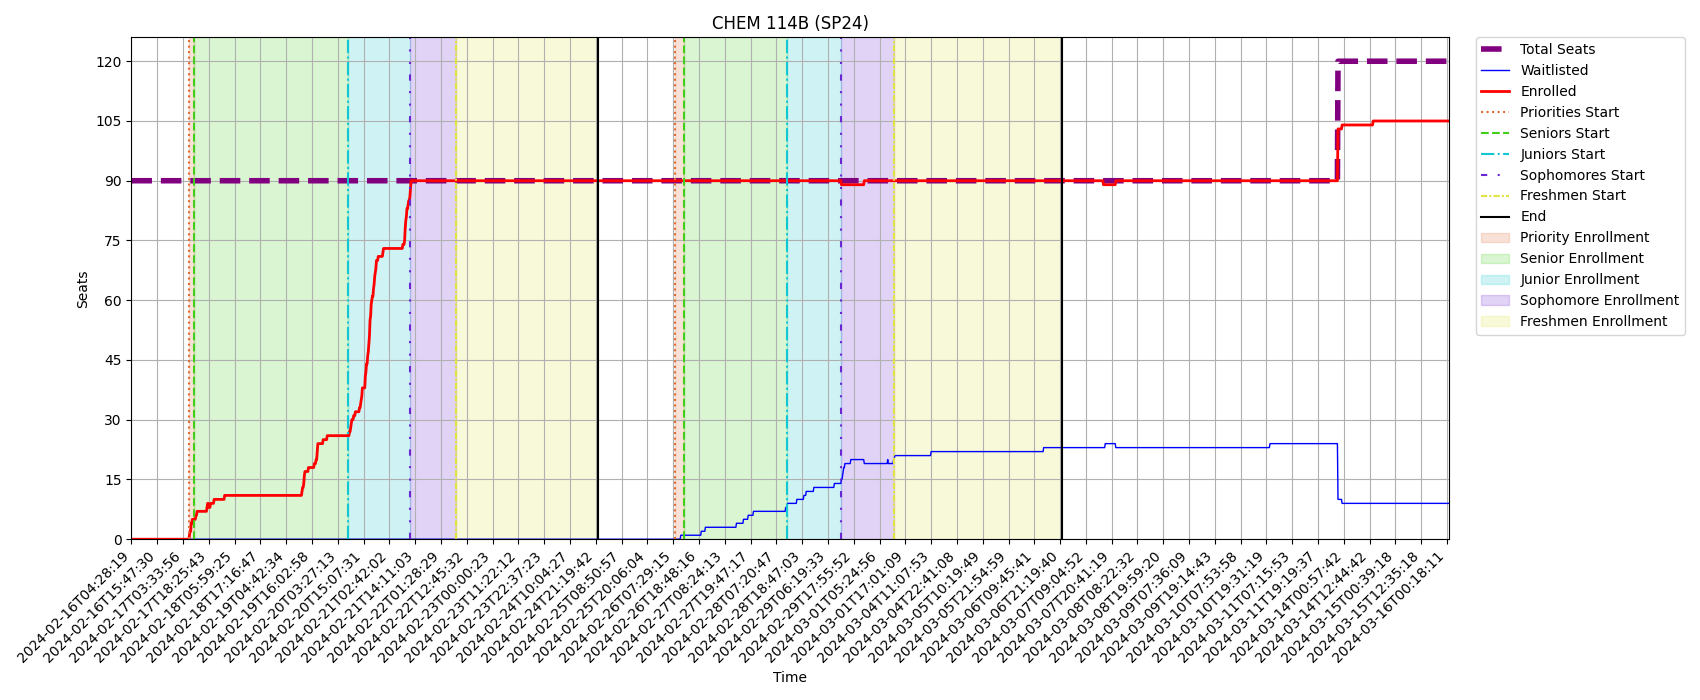 CHEM 114B (SP24)
Seats
120
105
90
75
60
45
30
15
0
2024-02-16T04:28:19
2024-02-16T15:47:30
2024-02-17T03:33:56
2024-02-17T18:25:43
2024-02-18T05:59:25
2024-02-18T17:16:47
2024-02-19T04:42:34
2024-02-19T16:02:58
2024-02-20T03:27:13
2024-02-20T15:07:31
2024-02-21T02:42:02
2024-02-21T14:11:03
2024-02-22T01:28:29
2024-02-22T12:45:32
2024-02-23T00:00:23
2024-02-23T11:22:12
2024-02-23T22:37:23
2024-02-24T10:04:27
2024-02-24T21:19:42
2024-02-25T08:50:57
2024-02-25T20:06:04
2024-02-26T07:29:15
2024-02-26T18:48:16
2024-02-27T08:24:13
2024-02-27T19:47:17
2024-02-28T07:20:47
2024-02-28T18:47:03
2024-02-29T06:19:33
2024-02-29T17:55:52
2024-03-01T05:24:56
2024-03-01T17:01:09
2024-03-04T11:07:53
2024-03-04T22:41:08
2024-03-05T10:19:49
2024-03-05T21:54:59
2024-03-06T09:45:41
2024-03-06T21:19:40
2024-03-07T09:04:52
2024-03-07T20:41:19
2024-03-08T08:22:32
2024-03-08T19:59:20
2024-03-09T07:36:09
2024-03-09T19:14:43
2024-03-10T07:53:58
2024-03-10T19:31:19
2024-03-11T07:15:53
2024-03-11T19:19:37
2024-03-14T00:57:42
2024-03-14T12:44:42
2024-03-15T00:39:18
2024-03-15T12:35:18
2024-03-16T00:18:11
Time
Total Seats
Waitlisted
Enrolled
Priorities Start
Seniors Start
Juniors Start
Sophomores Start
Freshmen Start
End
Priority Enrollment
Senior Enrollment
Junior Enrollment
Sophomore Enrollment
Freshmen Enrollment